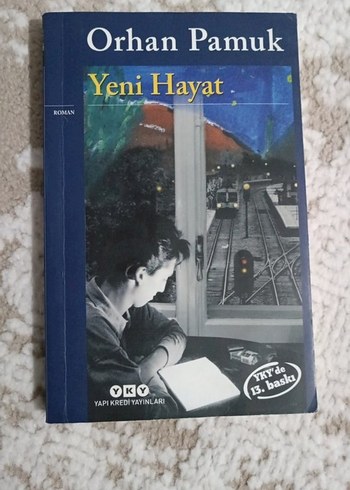 Orhan Pamuk
Yeni Hayat
ROMAN
YKY'de
13. baskı
YKY
YAPI KREDİ YAYINLARI